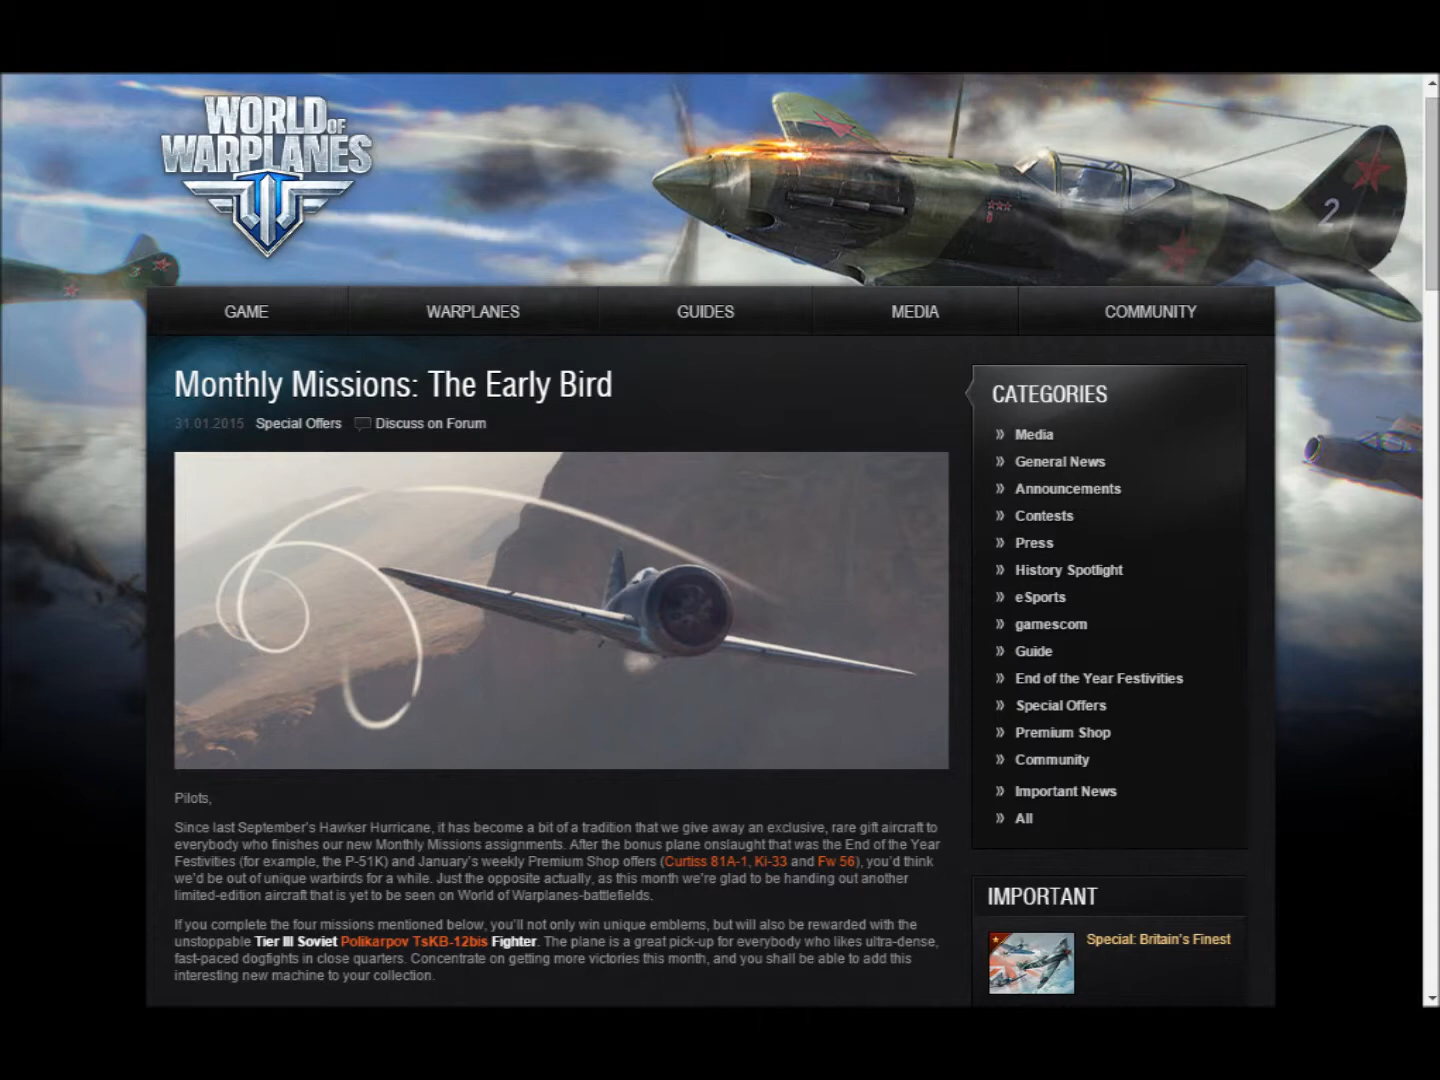 WORLD OF
WARPLANES
2
3
GAME WARPLANES GUIDES MEDIA COMMUNITY
Monthly Missions: The Early Bird
31.01.2015 Special Offers Discuss on Forum
Pilots,
Since last September's Hawker Hurricane, it has become a bit of a tradition that we give away an exclusive, rare gift aircraft to
everybody who finishes our new Monthly Missions assignments. After the bonus plane onslaught that was the End of the Year
Festivities (for example, the P-51K) and January's weekly Premium Shop offers (Curtiss 81A-1, Ki-33 and Fw 56), you'd think
we'd be out of unique warbirds for a while. Just the opposite actually, as this month we're glad to be handing out another
limited-edition aircraft that is yet to be seen on World of Warplanes-battlefields.
If you complete the four missions mentioned below, you'll not only win unique emblems, but will also be rewarded with the
unstoppable Tier III Soviet Polikarpov TsKB-12bis Fighter. The plane is a great pick-up for everybody who likes ultra-dense,
fast-paced dogfights in close quarters. Concentrate on getting more victories this month, and you shall be able to add this
interesting new machine to your collection.
CATEGORIES
» Media
» General News
» Announcements
» Contests
» Press
» History Spotlight
» eSports
» gamescom
» Guide
» End of the Year Festivities
» Special Offers
» Premium Shop
» Community
» Important News
» All
IMPORTANT
Special: Britain's Finest